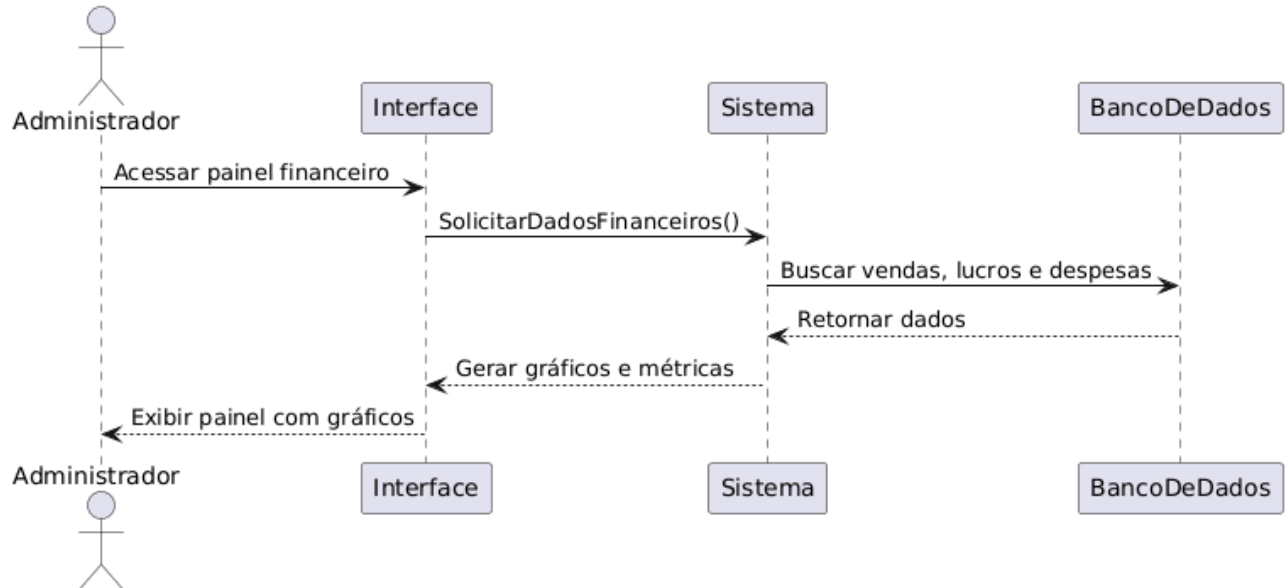 Administrador
Interface
Sistema
BancoDeDados
Acessar painel financeiro
SolicitarDadosFinanceiros()
Buscar vendas, lucros e despesas
Retornar dados
Gerar gráficos e métricas
Exibir painel com gráficos
Administrador
Interface
Sistema
BancoDeDados